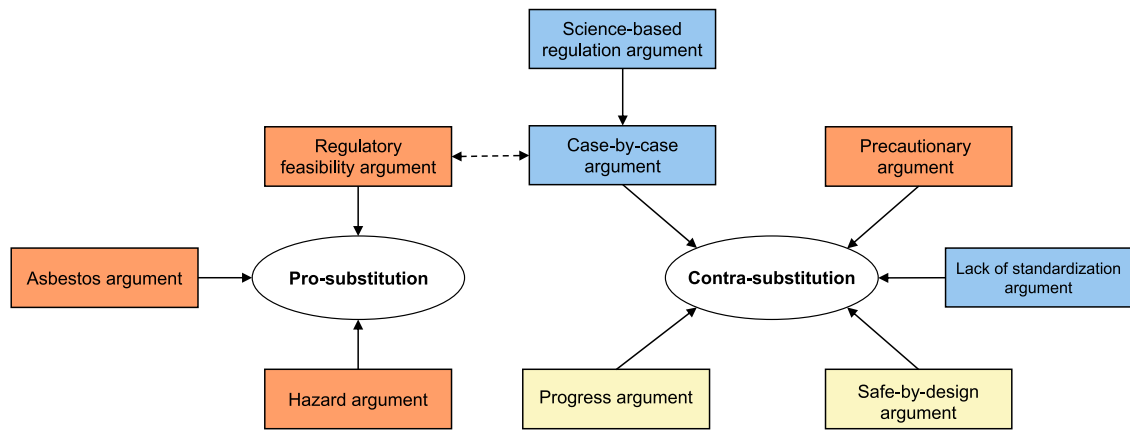 Science-based
regulation argument
Regulatory
feasibility argument
Case-by-case
argument
Precautionary
argument
Asbestos argument
Pro-substitution
Contra-substitution
Lack of standardization
argument
Hazard argument
Progress argument
Safe-by-design
argument